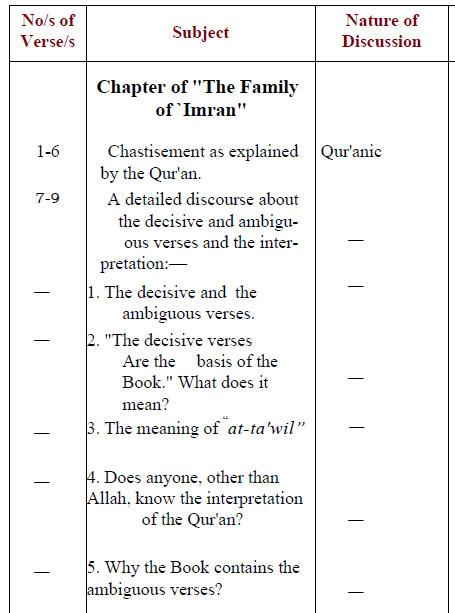 No/s of Verse/s Subject Nature of Discussion
Chapter of "The Family
of `Imran"
1-6 Chastisement as explained Qur'anic
by the Qur'an.
7-9 A detailed discourse about
the decisive and ambigu-
ous verses and the inter- —
pretation:—
— 1. The decisive and the —
ambiguous verses.
— 2. "The decisive verses
Are the basis of the
Book." What does it —
mean?
— 3. The meaning of “at-ta'wil” —
— 4. Does anyone, other than
Allah, know the interpretation
of the Qur'an? —
— 5. Why the Book contains the
ambiguous verses? —